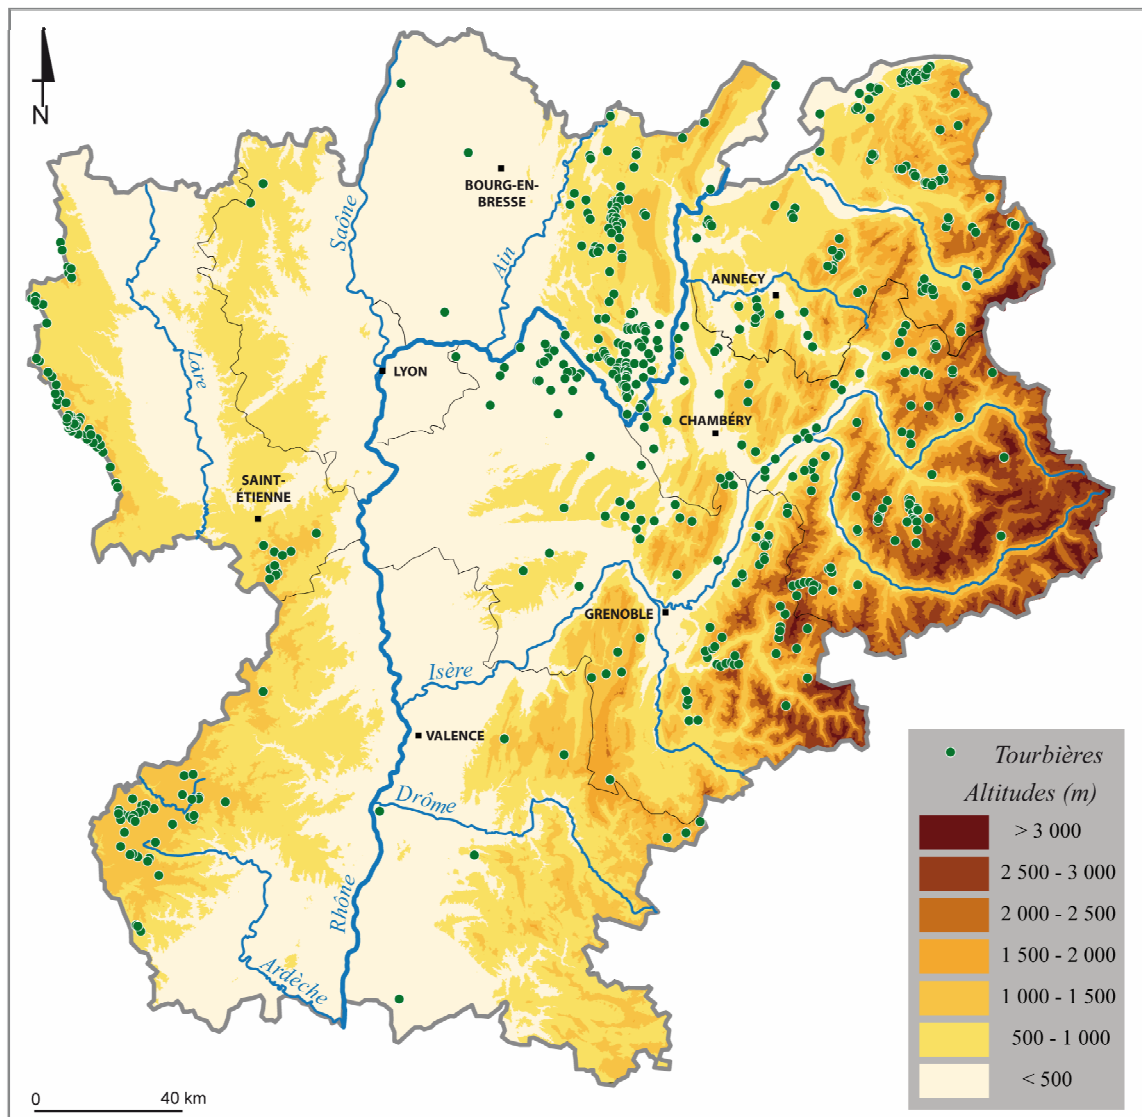 N
BOURG-EN-
BRESSE
Saône
Ain
ANNECY
Loire
LYON
CHAMBÉRY
SAINT-
ÉTIENNE
GRENOBLE
Isère
VALENCE
Drôme
Rhône
Ardèche
Tourbières
Altitudes (m)
> 3 000
2 500 - 3 000
2 000 - 2 500
1 500 - 2 000
1 000 - 1 500
500 - 1 000
< 500
0
40 km